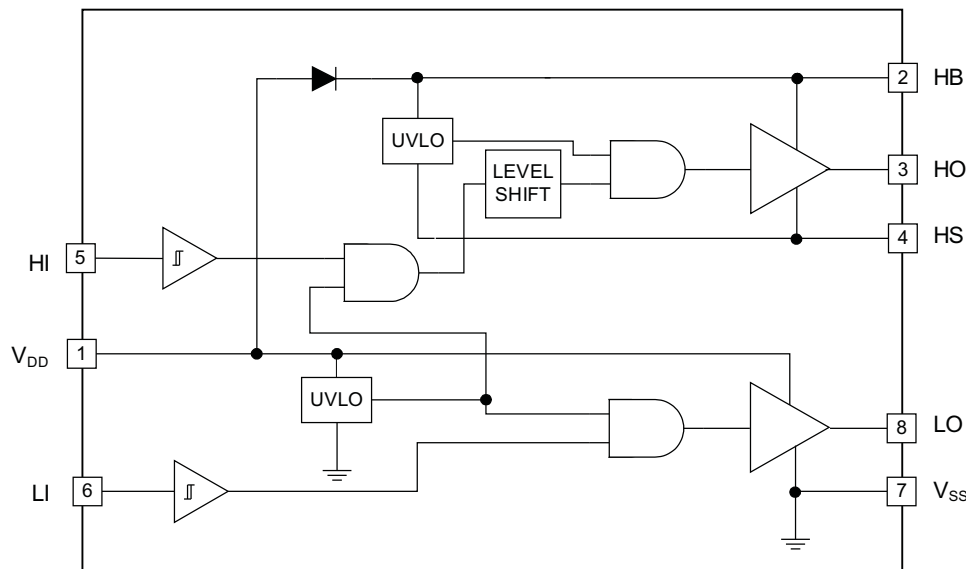 2 HB
UVLO
LEVEL
SHIFT
3 HO
4 HS
HI 5
VDD 1
UVLO
8 LO
LI 6
7 VSS